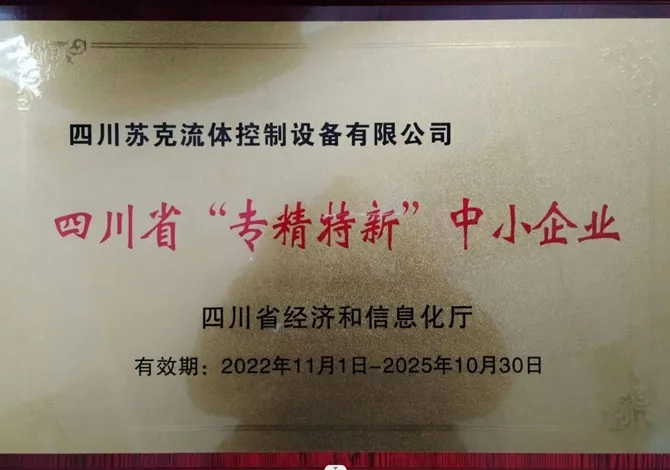 四川苏克流体控制设备有限公司
四川省“专精特新”中小企业
四川省经济和信息化厅
有效期：2022年11月1日-2025年10月30日